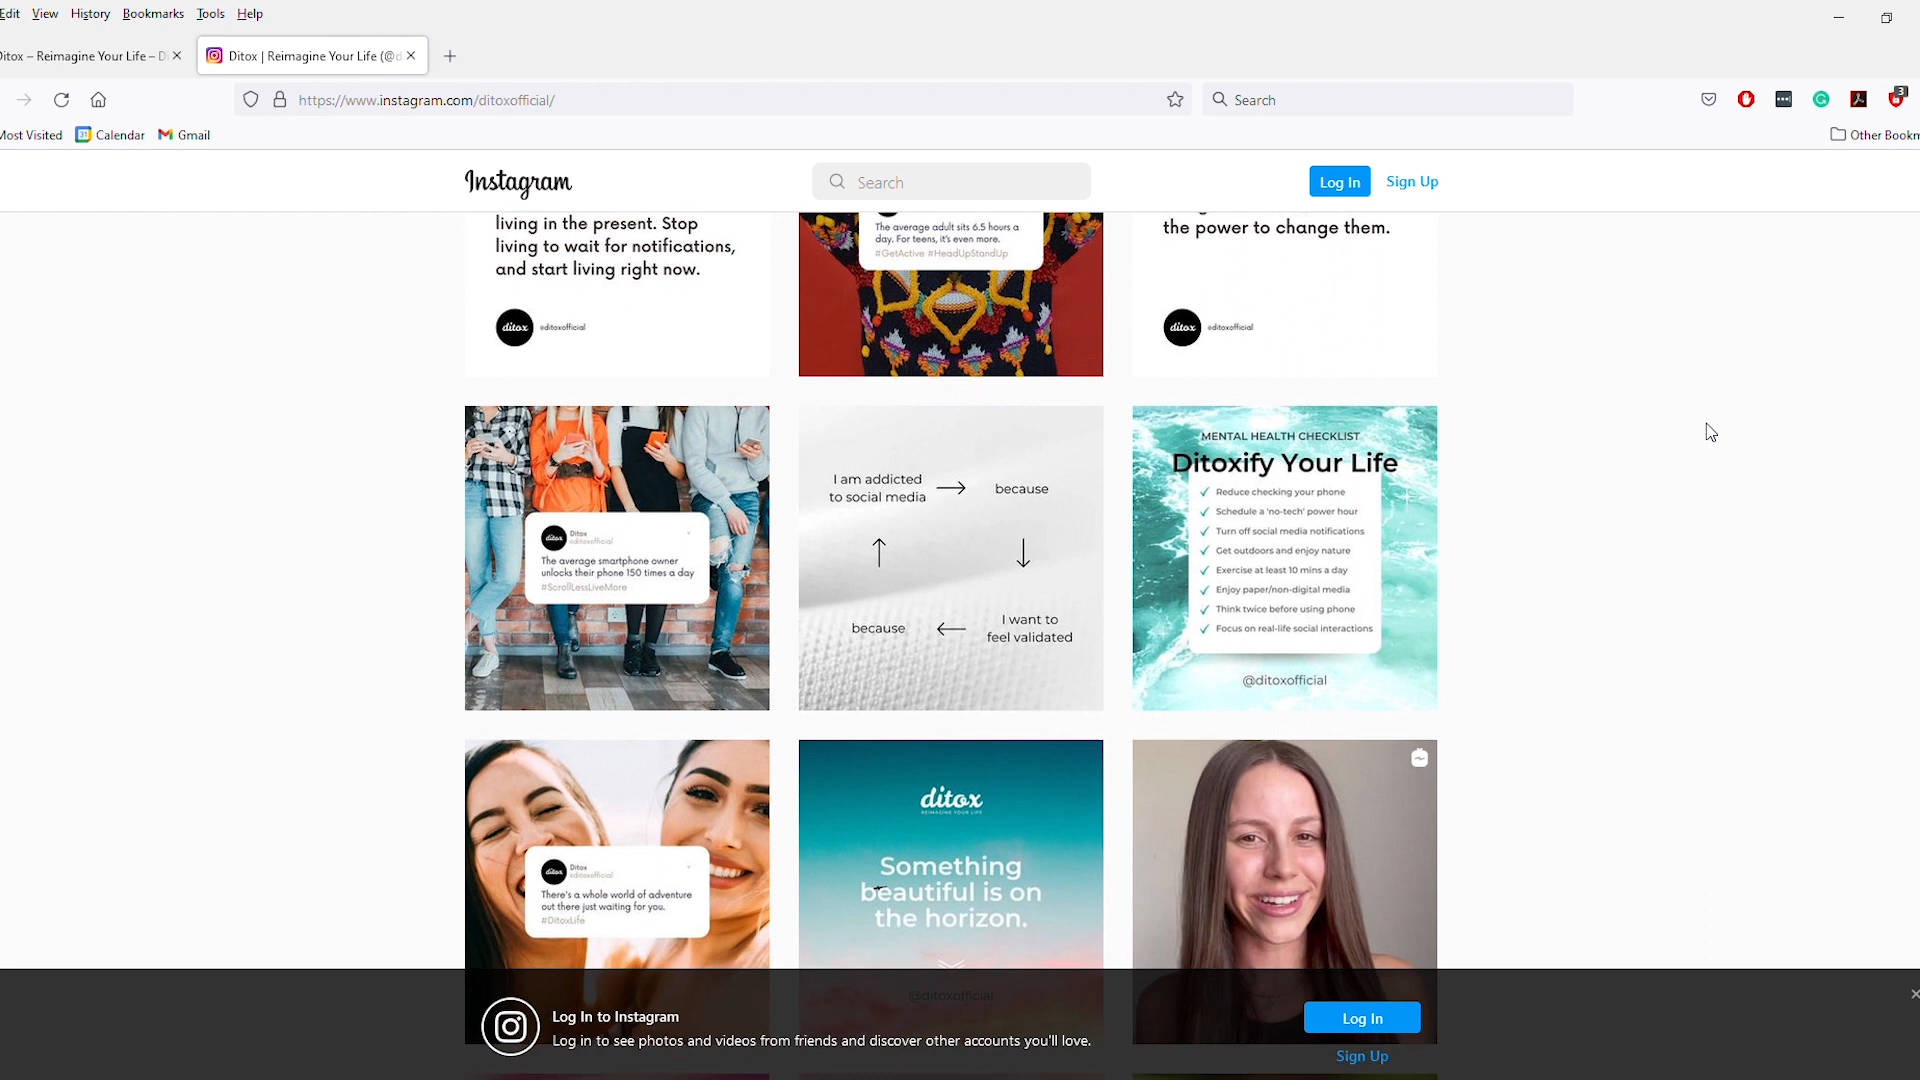 Edit View History Bookmarks Tools Help
Ditox – Reimagine Your Life – D
Ditox | Reimagine Your Life (@d
https://www.instagram.com/ditoxofficial/
Search
3
Most Visited
31 Calendar
Gmail
Other Bookm
Instagram
Search
Log In
Sign Up
living in the present. Stop
living to wait for notifications,
and start living right now.
ditox @ditoxofficial
The average adult sits 6.5 hours a
day. For teens, it's even more.
#GetActive #HeadUpStandUp
the power to change them.
ditox @ditoxofficial
ditox Ditox
@ditoxofficial
The average smartphone owner
unlocks their phone 150 times a day
#ScrollLessLiveMore
I am addicted
to social media
because
because
I want to
feel validated
MENTAL HEALTH CHECKLIST
Ditoxify Your Life
Reduce checking your phone
Schedule a 'no-tech' power hour
Turn off social media notifications
Get outdoors and enjoy nature
Exercise at least 10 mins a day
Enjoy paper/non-digital media
Think twice before using phone
Focus on real-life social interactions
@ditoxofficial
ditox Ditox
@ditoxofficial
There's a whole world of adventure
out there just waiting for you.
#DitoxLife
ditox
REIMAGINE YOUR LIFE
Something
beautiful is on
the horizon.
@ditoxofficial
Log In to Instagram
Log in to see photos and videos from friends and discover other accounts you'll love.
Log In
Sign Up